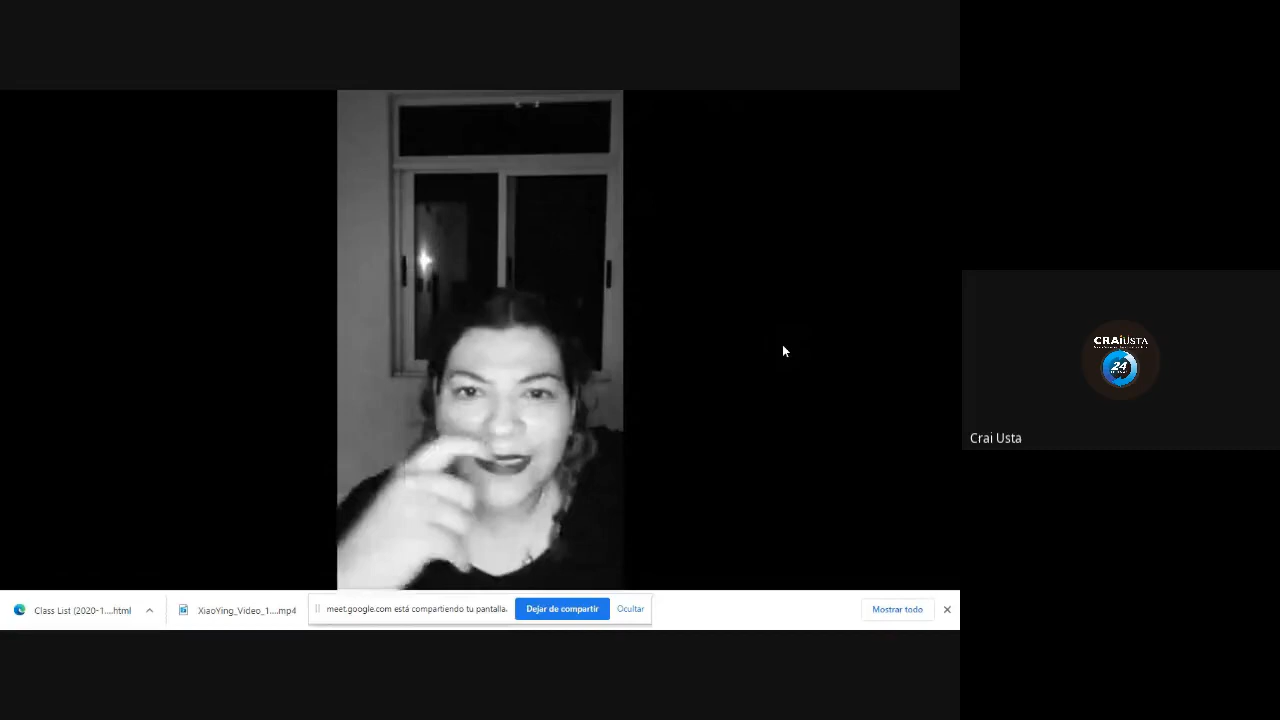 CRAIUSTA
24
Crai Usta
Class List (2020-1....html
XiaoYing_Video_1....mp4
meet.google.com está compartiendo tu pantalla.
Dejar de compartir
Ocultar
Mostrar todo